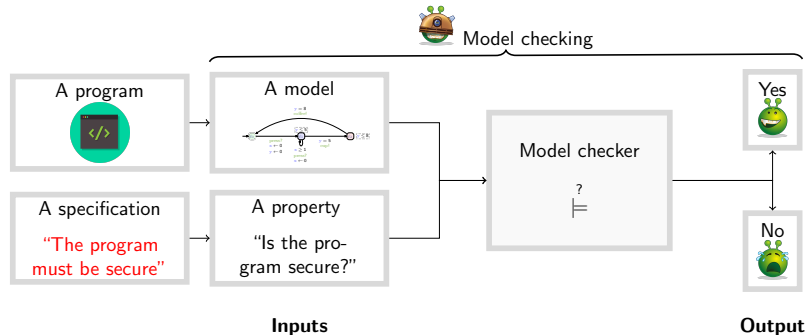 Model checking
A program
</>
A model
Yes
Model checker
?
⊨
A specification
“The program
must be secure”
A property
“Is the pro-
gram secure?”
No
Inputs
Output